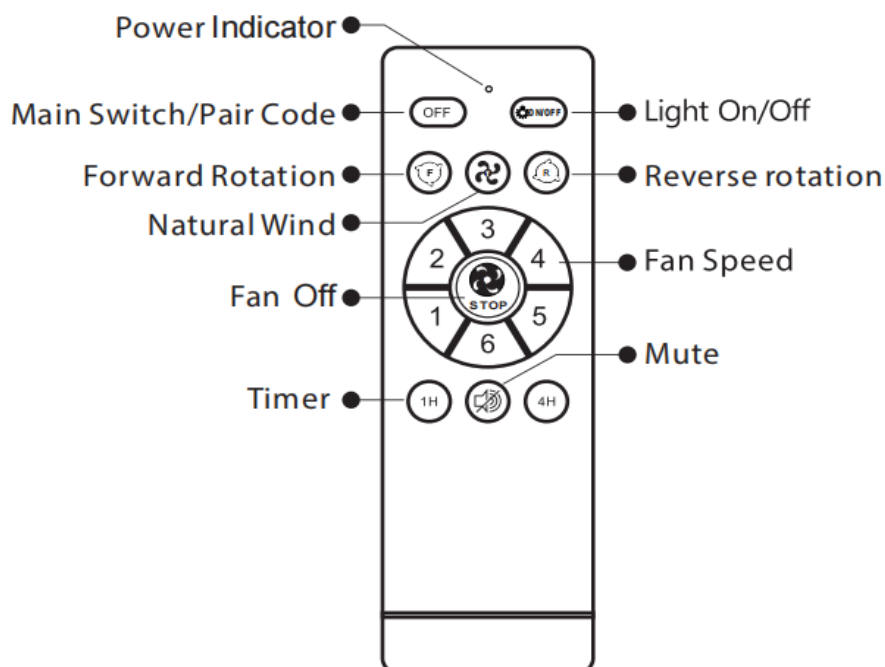 Power Indicator
Main Switch/Pair Code
OFF
ON/OFF
Light On/Off
Forward Rotation
F
R
Reverse rotation
Natural Wind
3
2
4
Fan Speed
Fan Off
STOP
1
5
6
Mute
Timer
1H
4H